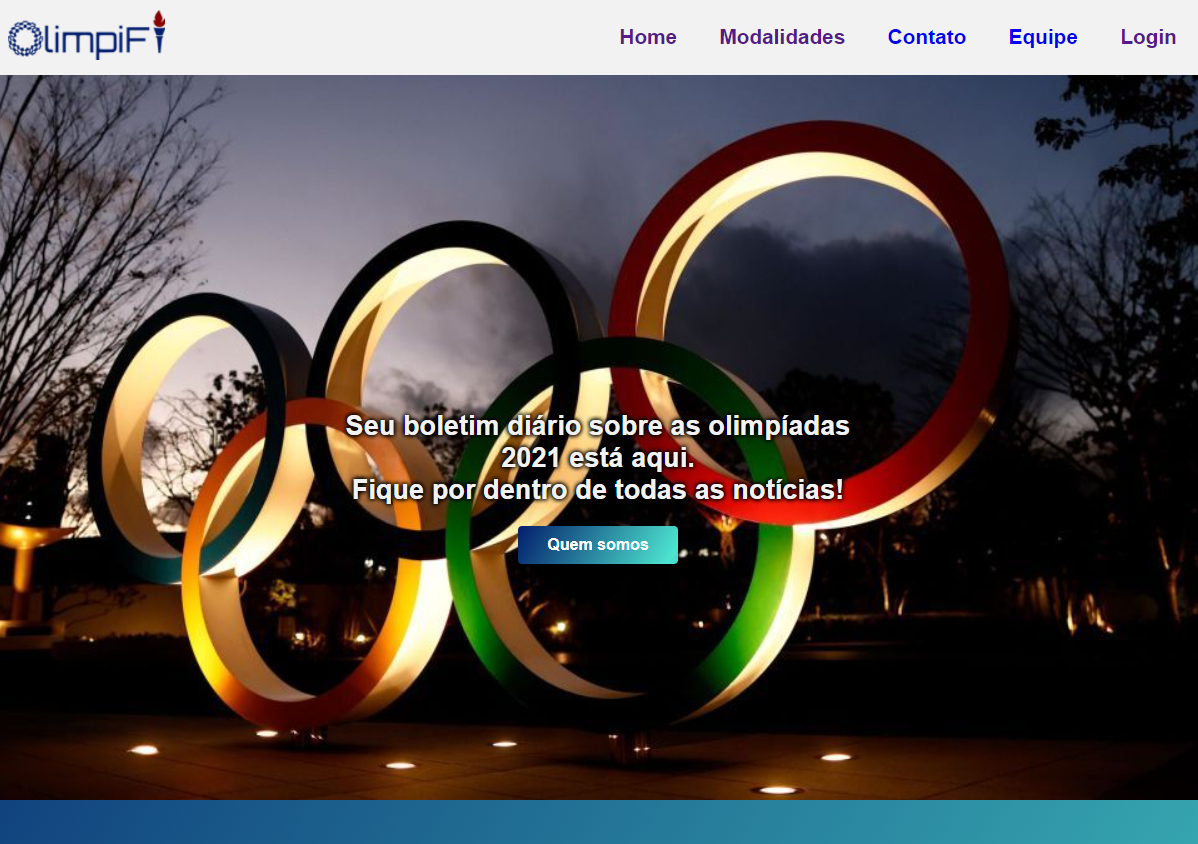 OlimpiFi
Home Modalidades Contato Equipe Login
Seu boletim diário sobre as olimpíadas
2021 está aqui.
Fique por dentro de todas as notícias!
Quem somos